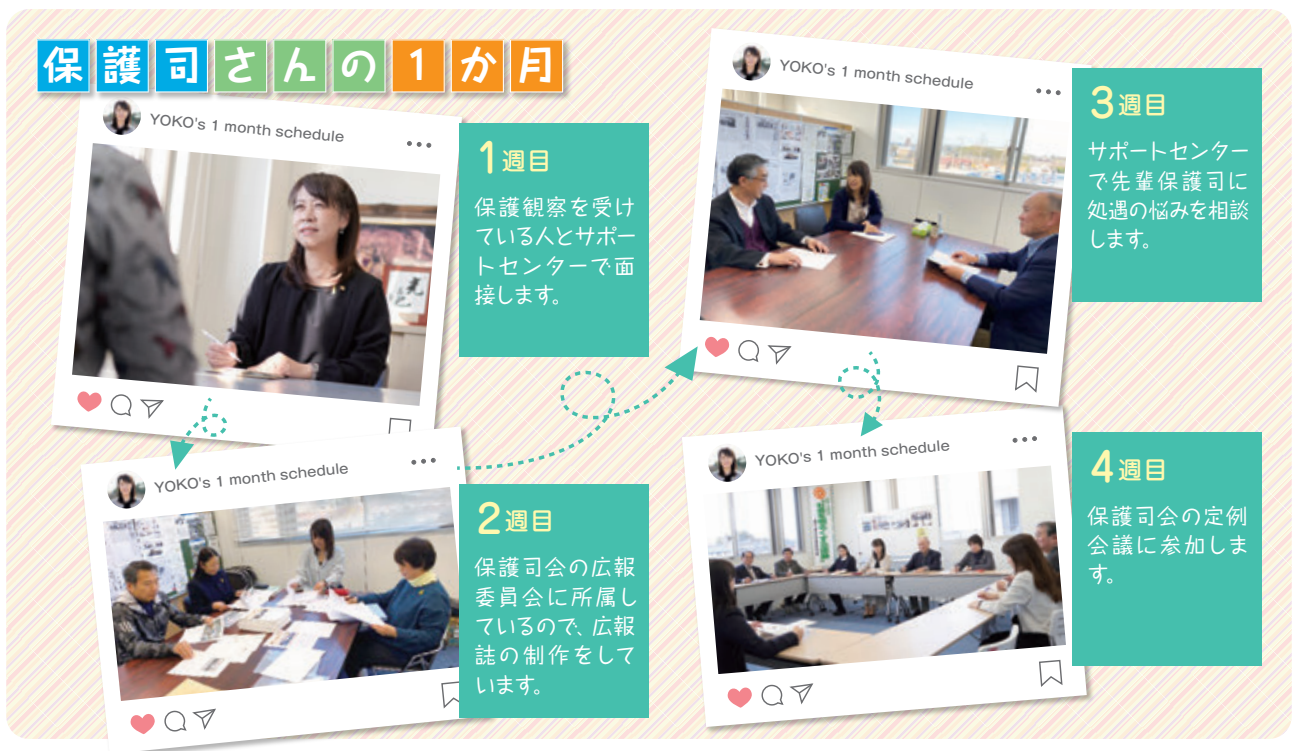 保護司さんの1か月
YOKO's 1 month schedule
1週目
保護観察を受け
ている人とサポー
トセンターで面
接します。
YOKO's 1 month schedule
2週目
保護司会の広報
委員会に所属し
ているので、広報
誌の制作をして
います。
YOKO's 1 month schedule
3週目
サポートセンター
で先輩保護司に
処遇の悩みを相談
します。
YOKO's 1 month schedule
4週目
保護司会の定例
会議に参加しま
す。